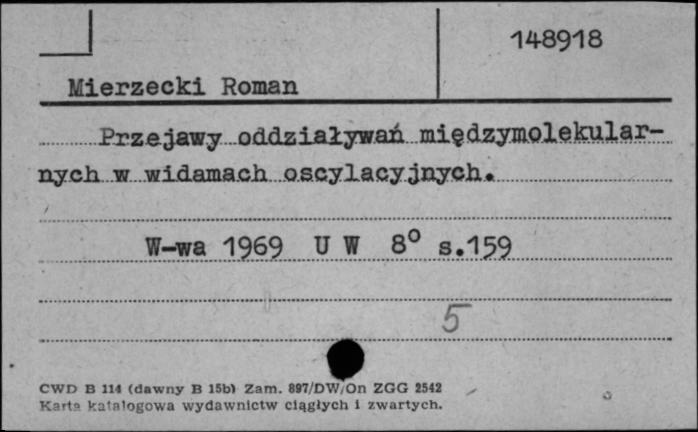 148918
Mierzecki Roman
Przejawy oddziaływań międzymolekular-
nych w widamach oscylacyjnych.
W-wa 1969 U W 8° s.159
5
CWD B 114 (dawny B 15b) Zam. 897/DW/On ZGG 2542
Karta katalogowa wydawnictw ciągłych i zwartych.